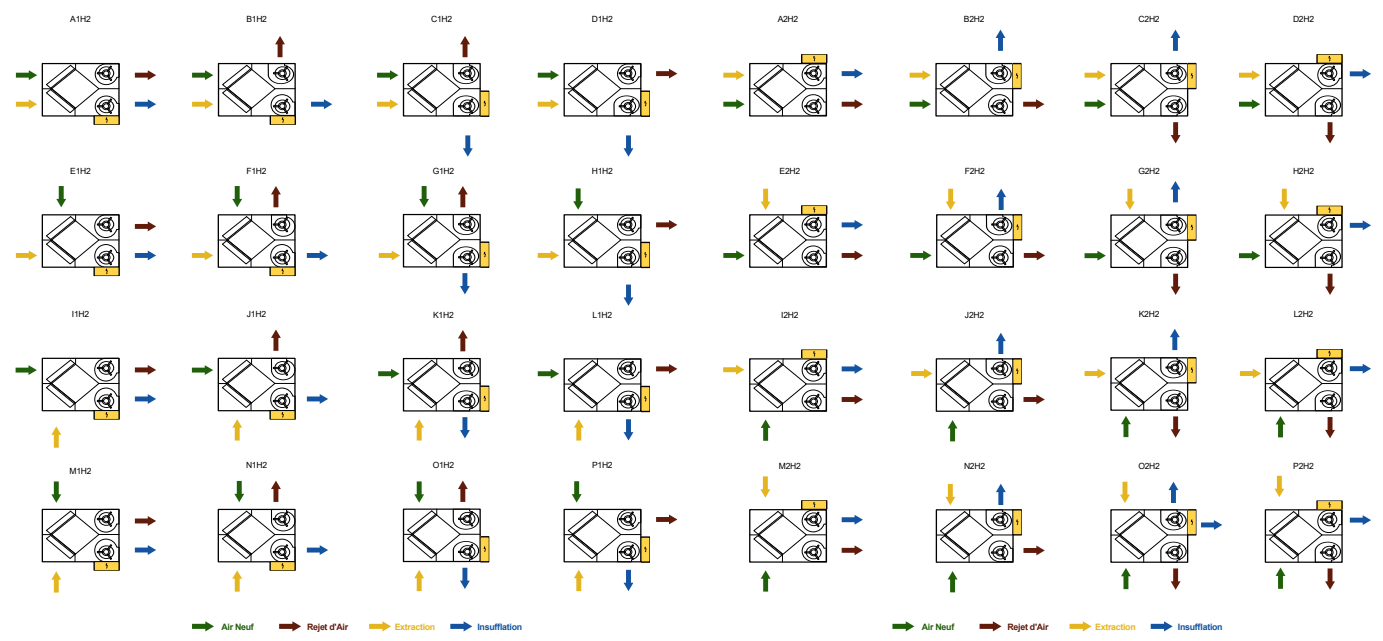 A1H2 B1H2 C1H2 D1H2 A2H2 B2H2 C2H2 D2H2
E1H2 F1H2 G1H2 H1H2 E2H2 F2H2 G2H2 H2H2
I1H2 J1H2 K1H2 L1H2 I2H2 J2H2 K2H2 L2H2
M1H2 N1H2 O1H2 P1H2 M2H2 N2H2 O2H2 P2H2
Air Neuf Rejet d'Air Extraction Insufflation Air Neuf Rejet d'Air Extraction Insufflation